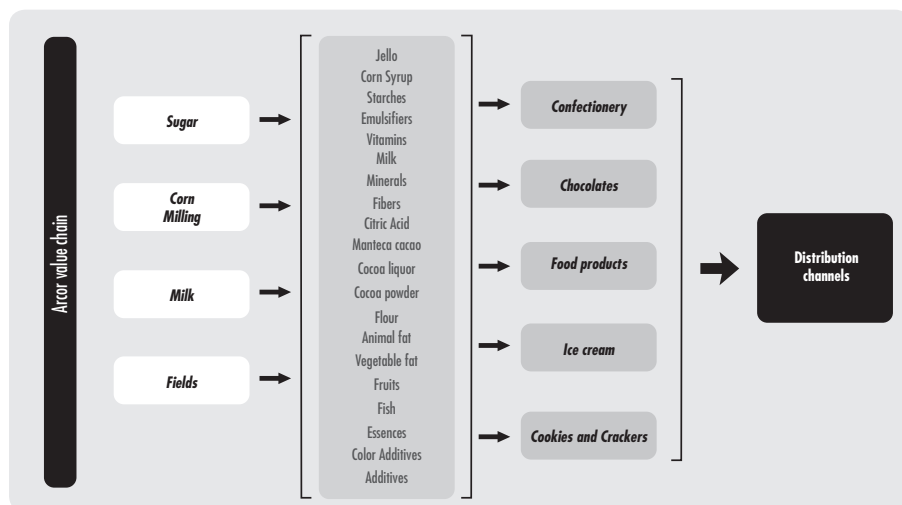 Arcor value chain
Sugar
Corn
Milling
Milk
Fields
Jello
Corn Syrup
Starches
Emulsifiers
Vitamins
Milk
Minerals
Fibers
Citric Acid
Manteca cacao
Cocoa liquor
Cocoa powder
Flour
Animal fat
Vegetable fat
Fruits
Fish
Essences
Color Additives
Additives
Confectionery
Chocolates
Food products
Ice cream
Cookies and Crackers
Distribution
channels